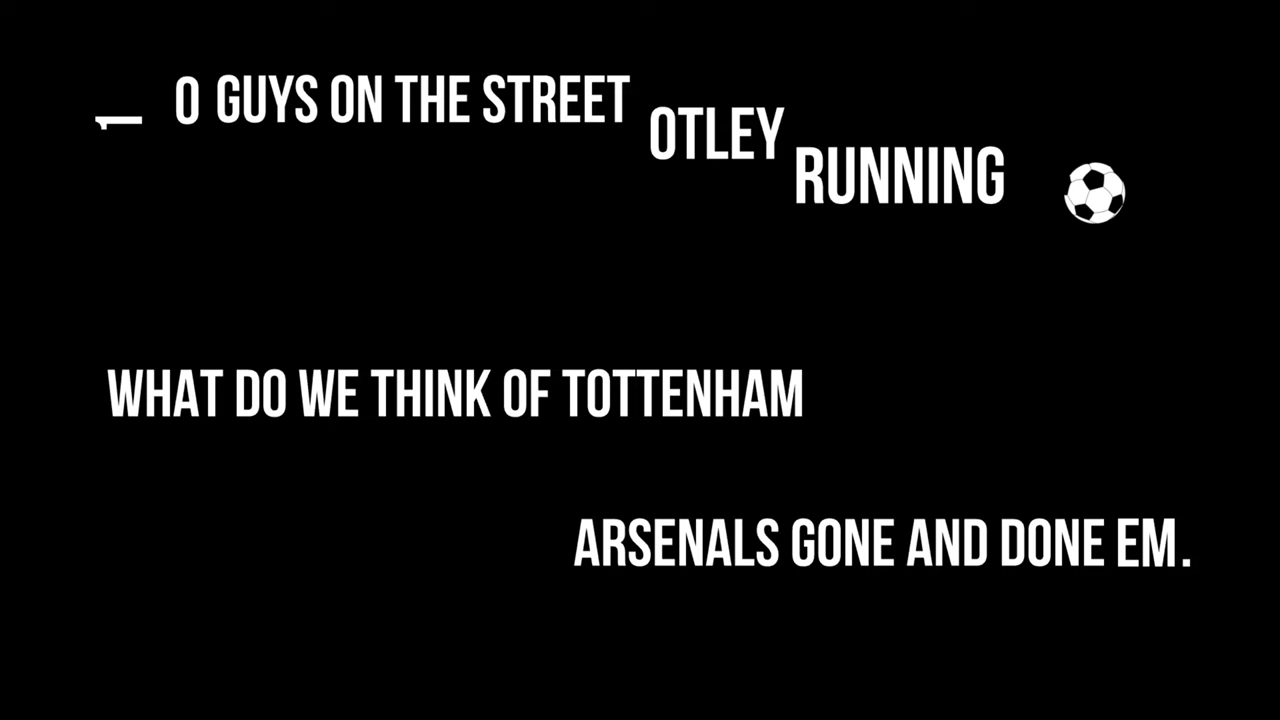 1 0 GUYS ON THE STREET OTLEY RUNNING
WHAT DO WE THINK OF TOTTENHAM
ARSENALS GONE AND DONE EM.